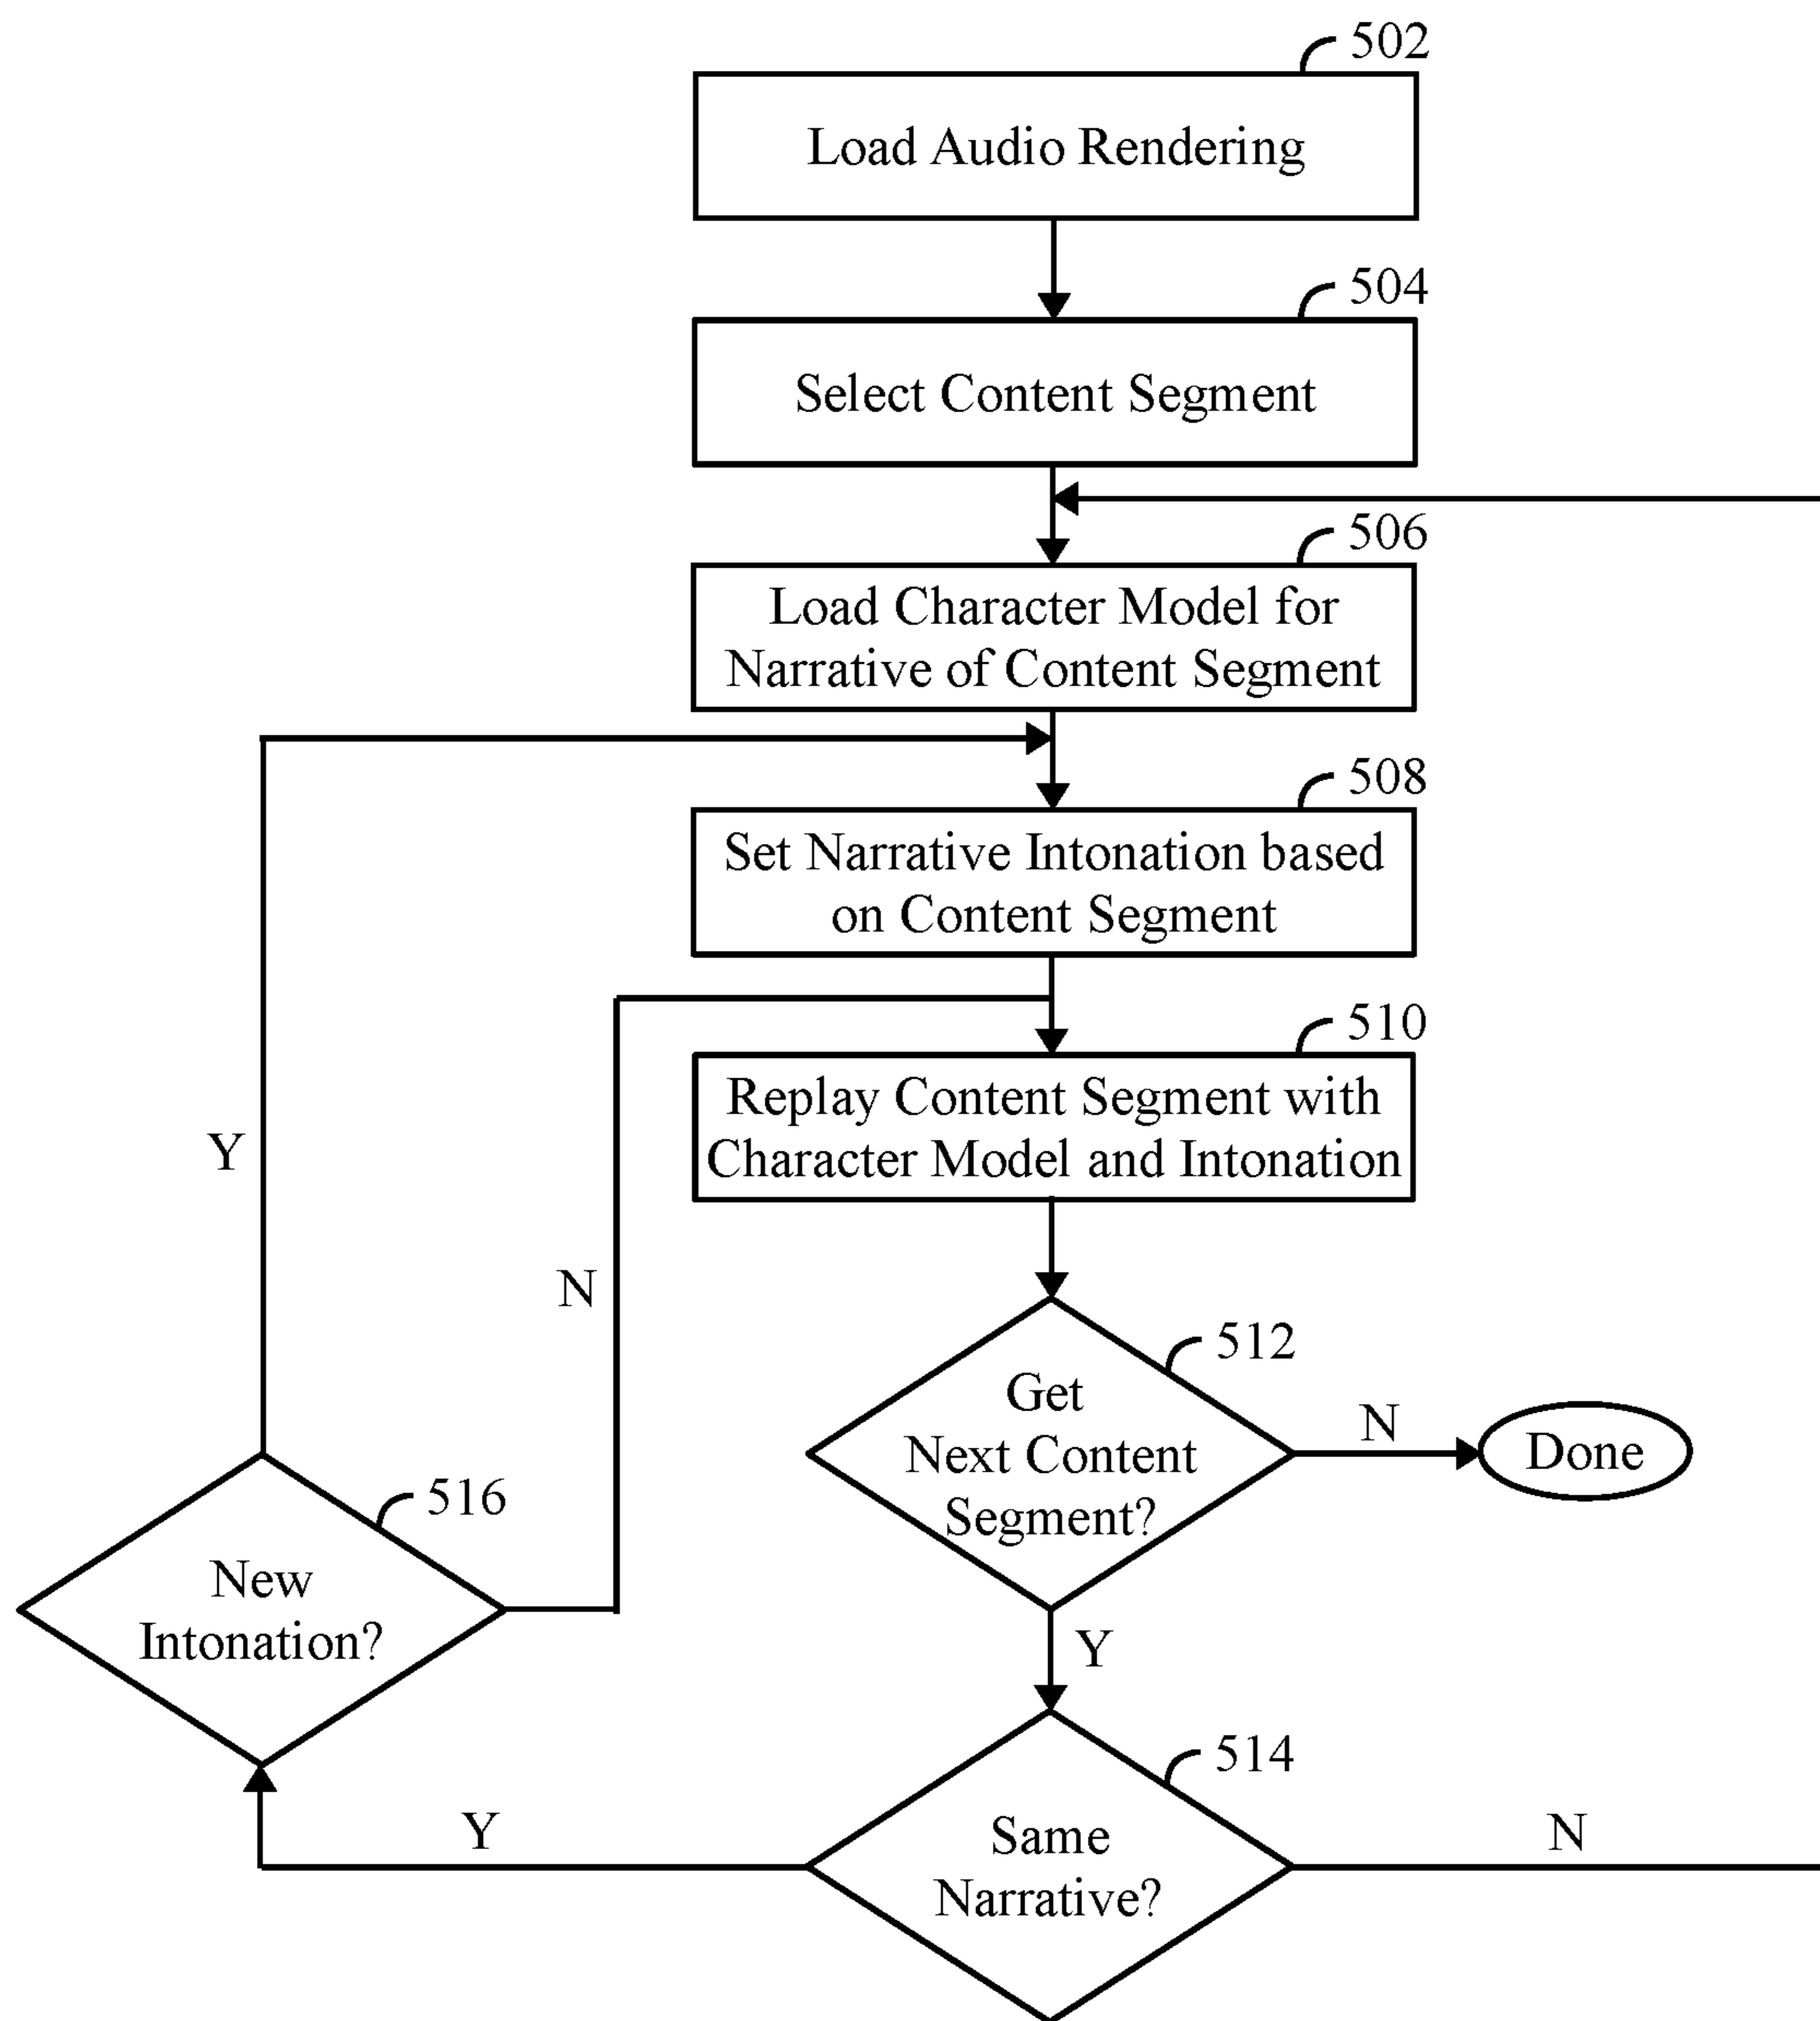 502
Load Audio Rendering
504
Select Content Segment
506
Load Character Model for
Narrative of Content Segment
508
Set Narrative Intonation based
on Content Segment
510
Replay Content Segment with
Character Model and Intonation
Y
N
512
Get
Next Content
Segment?
N
Done
516
New
Intonation?
Y
514
Same
Narrative?
Y
N